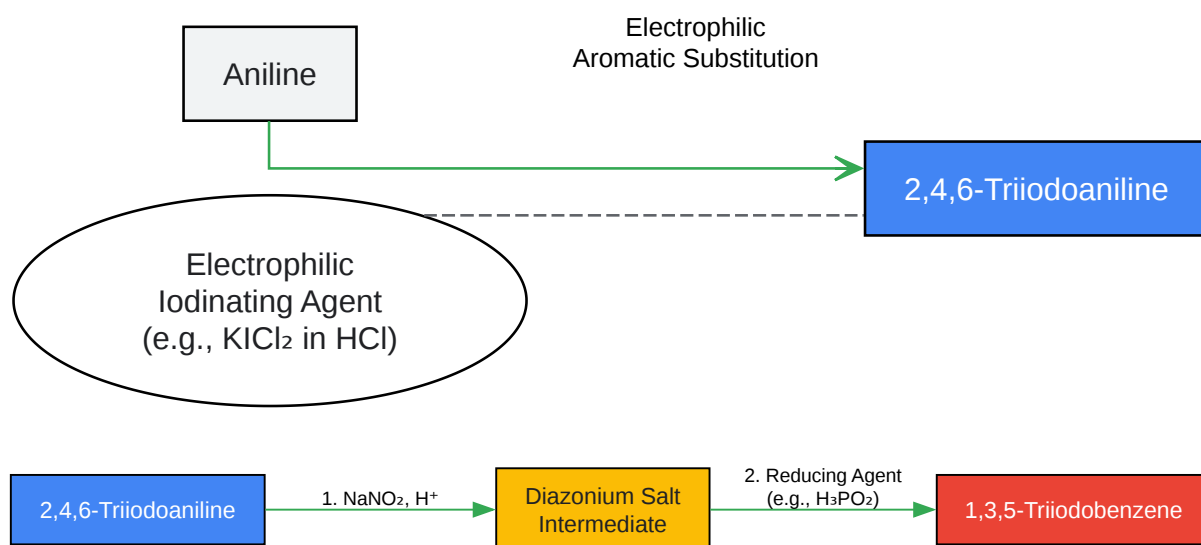 Electrophilic
Aromatic Substitution
Aniline
2,4,6-Triiodoaniline
Electrophilic
Iodinating Agent
(e.g., KICl₂ in HCl)
2,4,6-Triiodoaniline
1. NaNO₂, H⁺
Diazonium Salt
Intermediate
2. Reducing Agent
(e.g., H₃PO₂)
1,3,5-Triiodobenzene